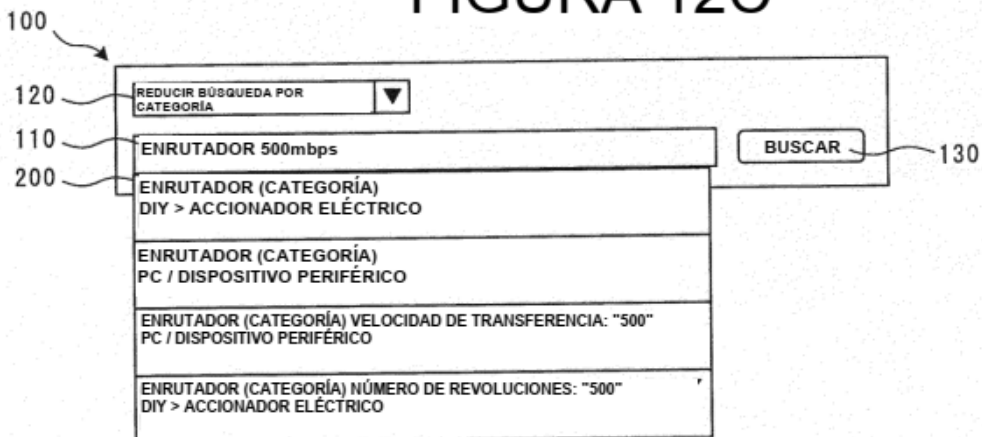 FIGURA 12C
100
120
REDUCIR BÚSQUEDA POR
CATEGORÍA
110
ENRUTADOR 500mbps
BUSCAR
130
200
ENRUTADOR (CATEGORÍA)
DIY > ACCIONADOR ELÉCTRICO
ENRUTADOR (CATEGORÍA)
PC / DISPOSITIVO PERIFÉRICO
ENRUTADOR (CATEGORÍA) VELOCIDAD DE TRANSFERENCIA: "500"
PC / DISPOSITIVO PERIFÉRICO
ENRUTADOR (CATEGORÍA) NÚMERO DE REVOLUCIONES: "500"
DIY > ACCIONADOR ELÉCTRICO